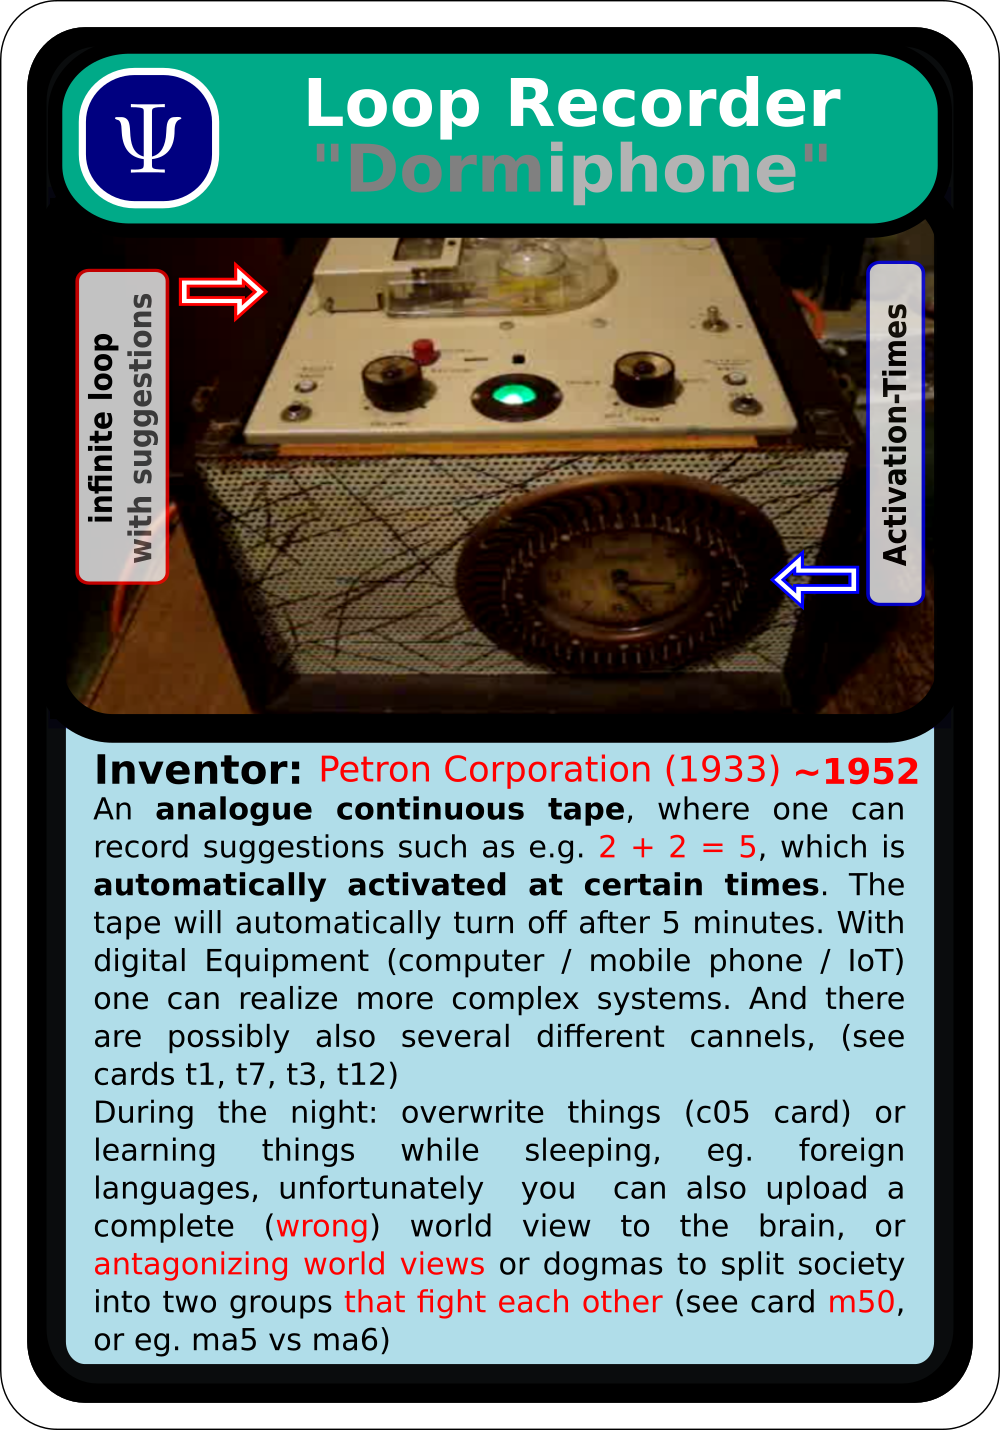 Ψ
Loop Recorder
"Dormiphone"
infinite loop
with suggestions
Activation-Times
Inventor: Petron Corporation (1933) ~1952
An analogue continuous tape, where one can
record suggestions such as e.g. 2 + 2 = 5, which is
automatically activated at certain times. The
tape will automatically turn off after 5 minutes. With
digital Equipment (computer / mobile phone / IoT)
one can realize more complex systems. And there
are possibly also several different cannels, (see
cards t1, t7, t3, t12)
During the night: overwrite things (c05 card) or
learning things while sleeping, eg. foreign
languages, unfortunately you can also upload a
complete (wrong) world view to the brain, or
antagonizing world views or dogmas to split society
into two groups that fight each other (see card m50,
or eg. ma5 vs ma6)